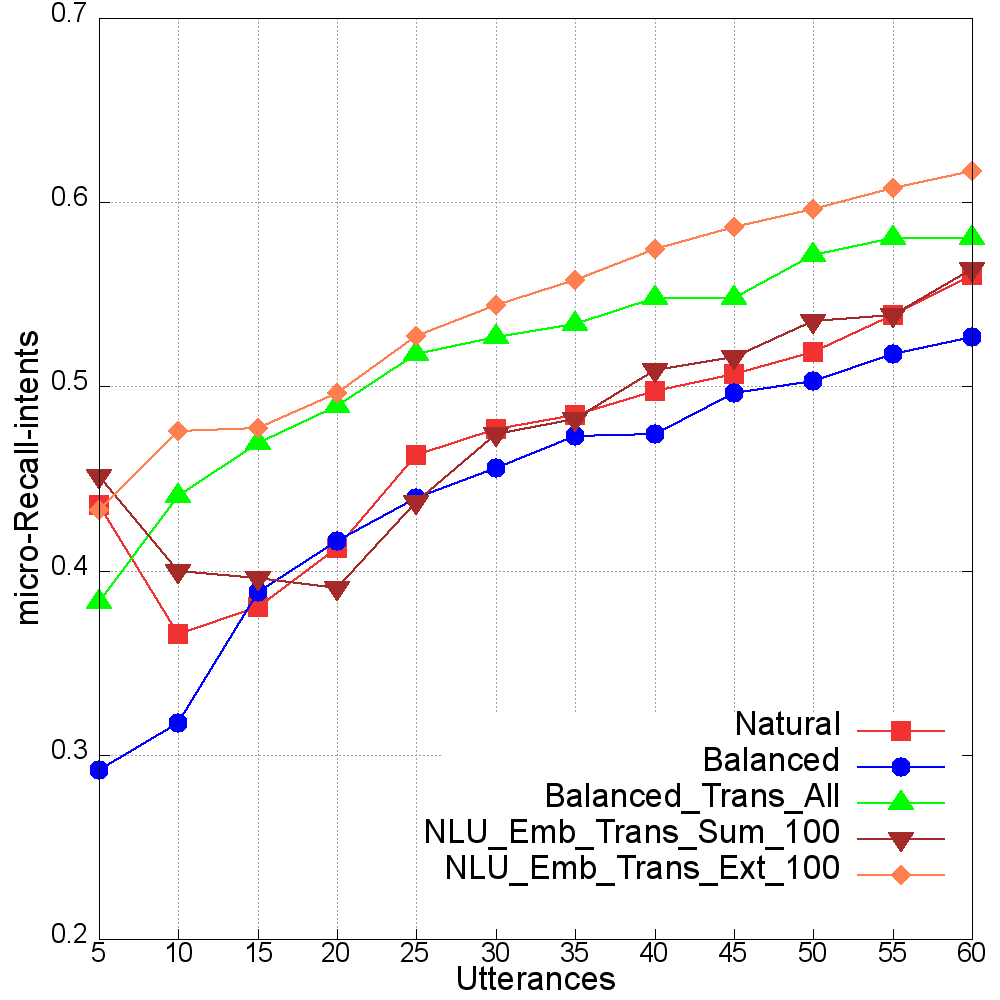 0.7
0.6
0.5
0.4
0.3
0.2
micro-Recall-intents
Natural
Balanced
Balanced_Trans_All
NLU_Emb_Trans_Sum_100
NLU_Emb_Trans_Ext_100
5 10 15 20 25 30 35 40 45 50 55 60
Utterances